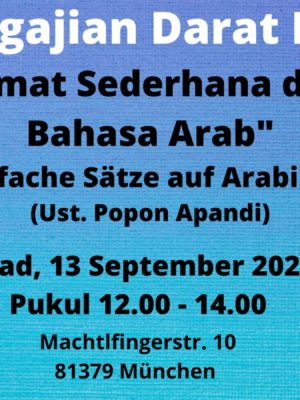 gajian Darat
mat Sederhana d
Bahasa Arab"
fache Sätze auf Arabi
(Ust. Popon Apandi)
ad, 13 September 202
Pukul 12.00 - 14.00
Machtlfingerstr. 10
81379 München